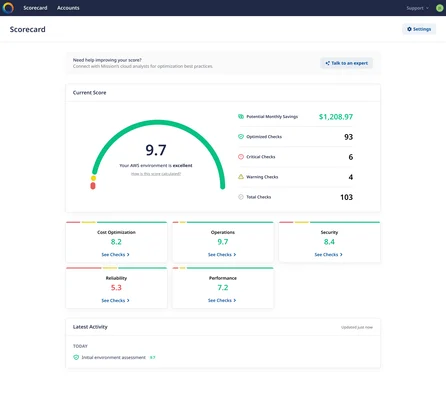 Scorecard
Accounts
Support
Scorecard
Settings
Need help improving your score?
Connect with Mission's cloud analysts for optimization best practices
Talk to an expert
Current Score
9.7
Your AWS environment is excellent
How is this score calculated?
Potential Monthly Savings
$1,208.97
Optimized Checks
93
Critical Checks
6
Warning Checks
4
Total Checks
103
Cost Optimization
8.2
See Checks
Operations
9.7
See Checks
Security
8.4
See Checks
Reliability
5.3
See Checks
Performance
7.2
See Checks
Latest Activity
Updated just now
TODAY
Initial environment assessment 9.7